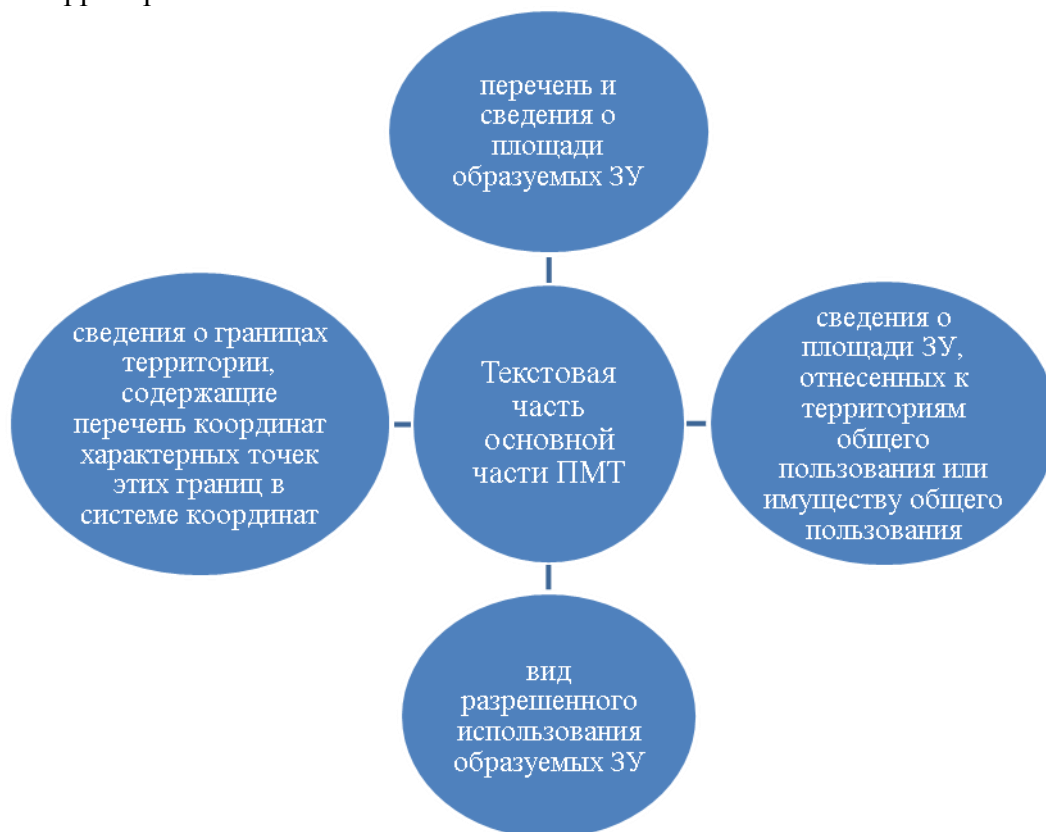 перечень и
сведения о
площади
образуемых ЗУ
сведения о границах
территории,
содержащие
перечень координат
характерных точек
этих границ в
системе координат
Текстовая
часть
основной
части ПМТ
сведения о
площади ЗУ,
отнесенных к
территориям
общего
пользования или
имуществу общего
пользования
вид
разрешенного
использования
образуемых ЗУ